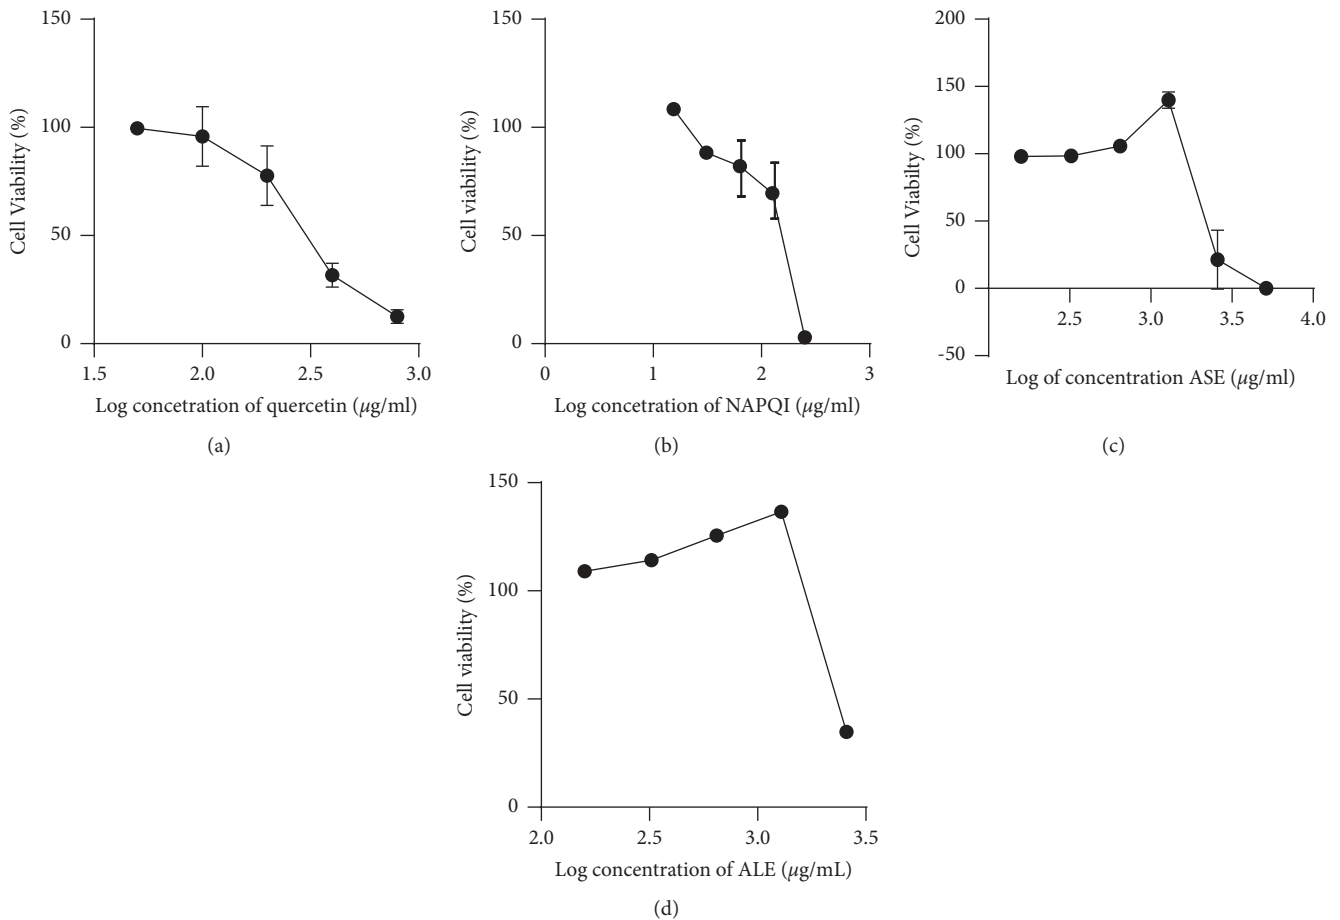 150
100
50
0
Cell Viability (%)
1.5 2.0 2.5 3.0
Log concetration of quercetin (μg/ml)
(a)
150
100
50
0
Cell viability (%)
0 1 2 3
Log concetration of NAPQI (μg/ml)
(b)
200
150
100
50
0
-50
Cell Viabilty (%)
2.5 3.0 3.5 4.0
Log of concentration ASE (μg/ml)
(c)
150
100
50
0
Cell viability (%)
2.0 2.5 3.0 3.5
Log concentration of ALE (μg/mL)
(d)